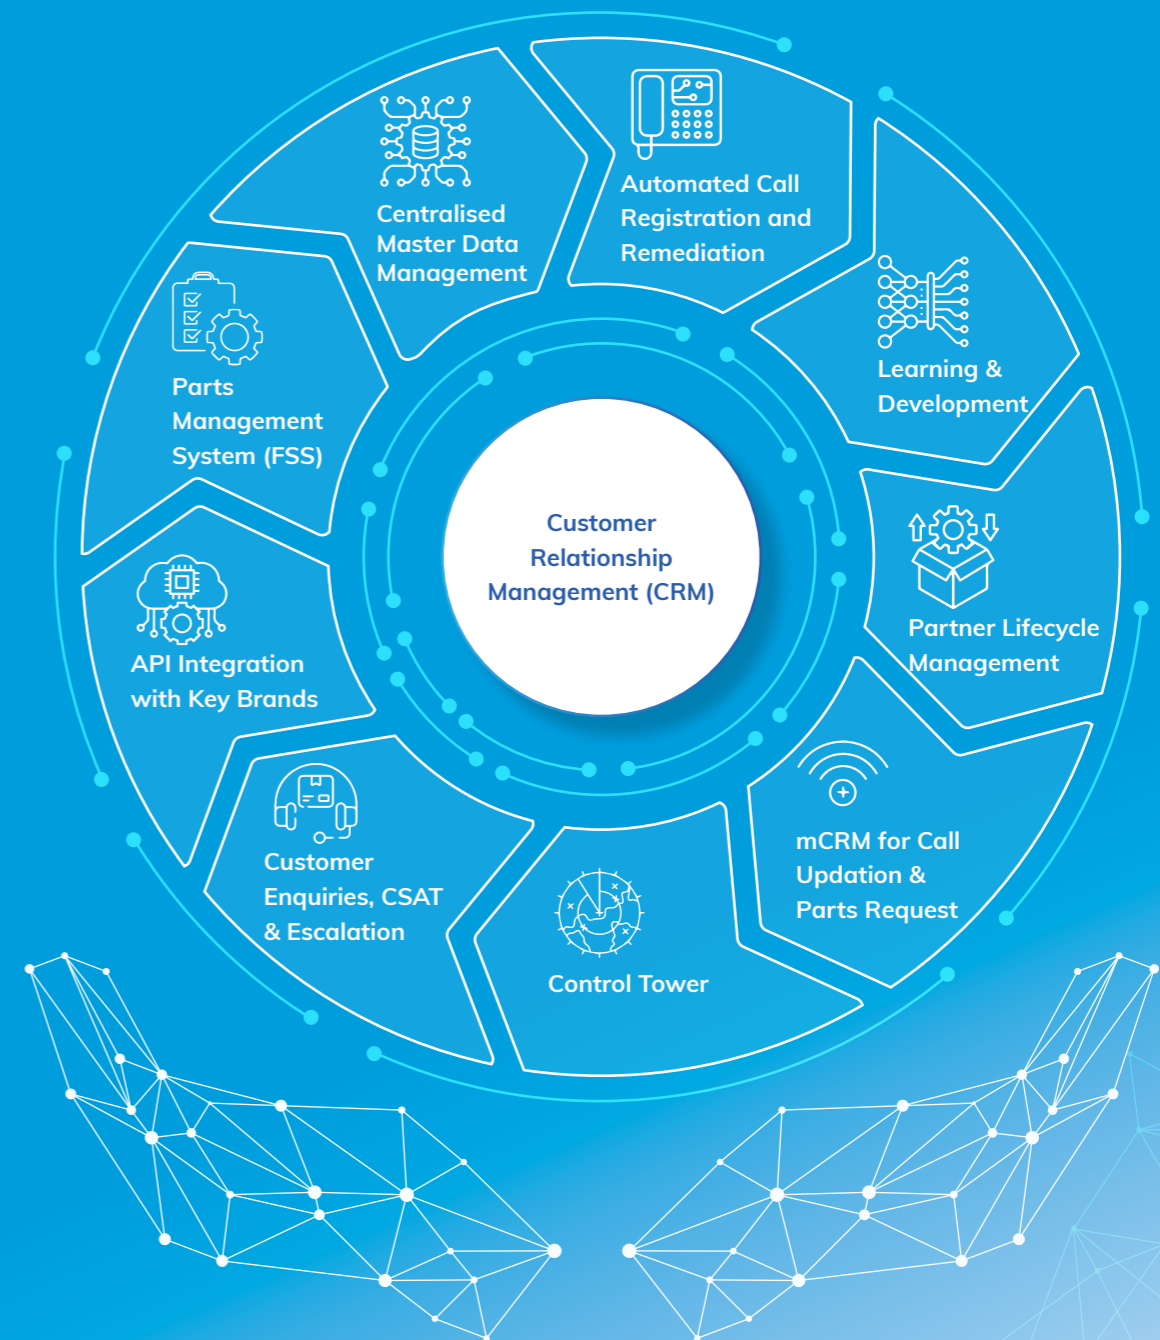 Automated Call
Registration and
Remediation
Learning &
Development
Partner Lifecycle
Management
mCRM for Call
Updation &
Parts Request
Control Tower
Customer
Enquiries, CSAT
& Escalation
API Integration
with Key Brands
Parts
Management
System (FSS)
Centralised
Master Data
Management
Customer
Relationship
Management (CRM)